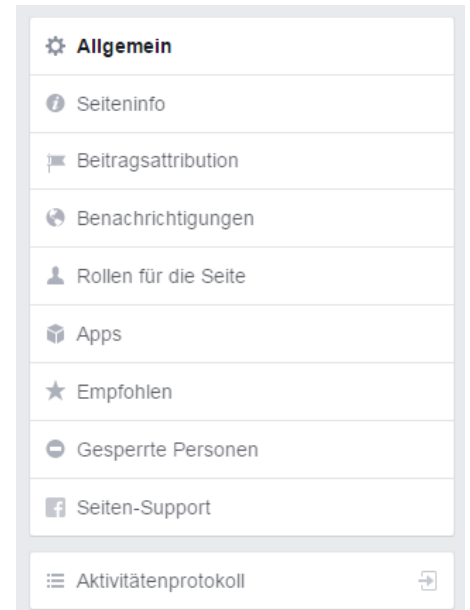 Allgemein
Seiteninfo
Beitragsattribution
Benachrichtigungen
Rollen für die Seite
Apps
Empfohlen
Gesperrte Personen
Seiten-Support
Aktivitätenprotokoll